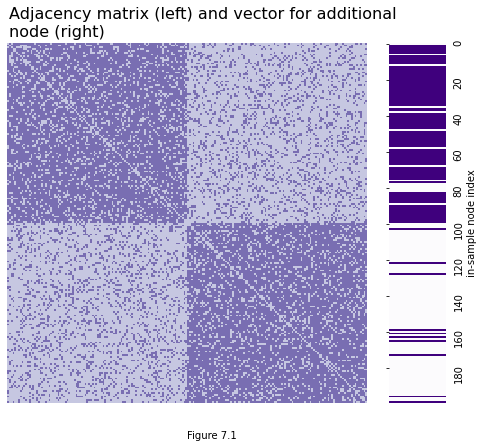 Adjacency matrix (left) and vector for additional
node (right)
0
20
40
60
80
100
120
140
160
180
in-sample node index
Figure 7.1